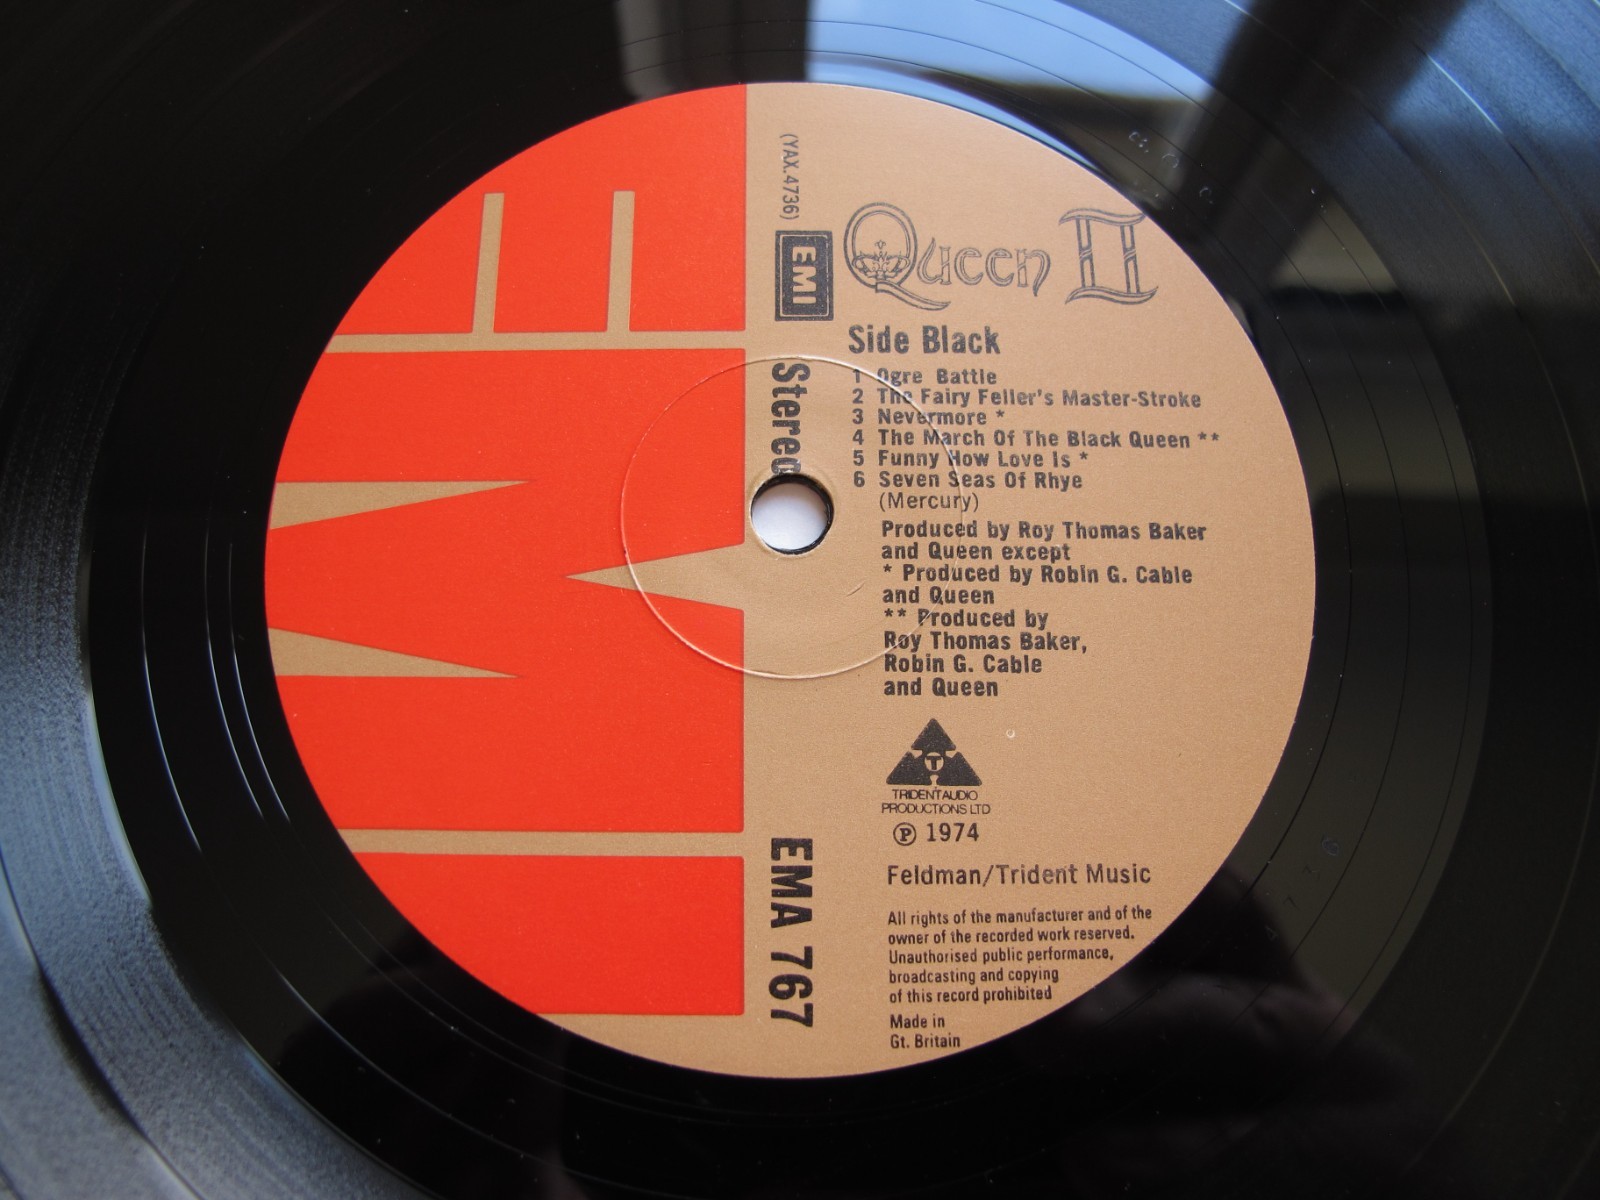 (YAX.4736)
EMI
Queen II
Side Black
Stereo
1 Ogre Battle
2 The Fairy Feller's Master-Stroke
3 Nevermore *
4 The March Of The Black Queen **
5 Funny How Love Is *
6 Seven Seas Of Rhye
(Mercury)
Produced by Roy Thomas Baker
and Queen except
* Produced by Robin G. Cable
and Queen
** Produced by
Roy Thomas Baker,
Robin G. Cable
and Queen
T
TRIDENT AUDIO
PRODUCTIONS LTD
℗ 1974
EMA 767
Feldman/Trident Music
All rights of the manufacturer and of the
owner of the recorded work reserved.
Unauthorised public performance,
broadcasting and copying
of this record prohibited
Made in
Gt. Britain
EMI